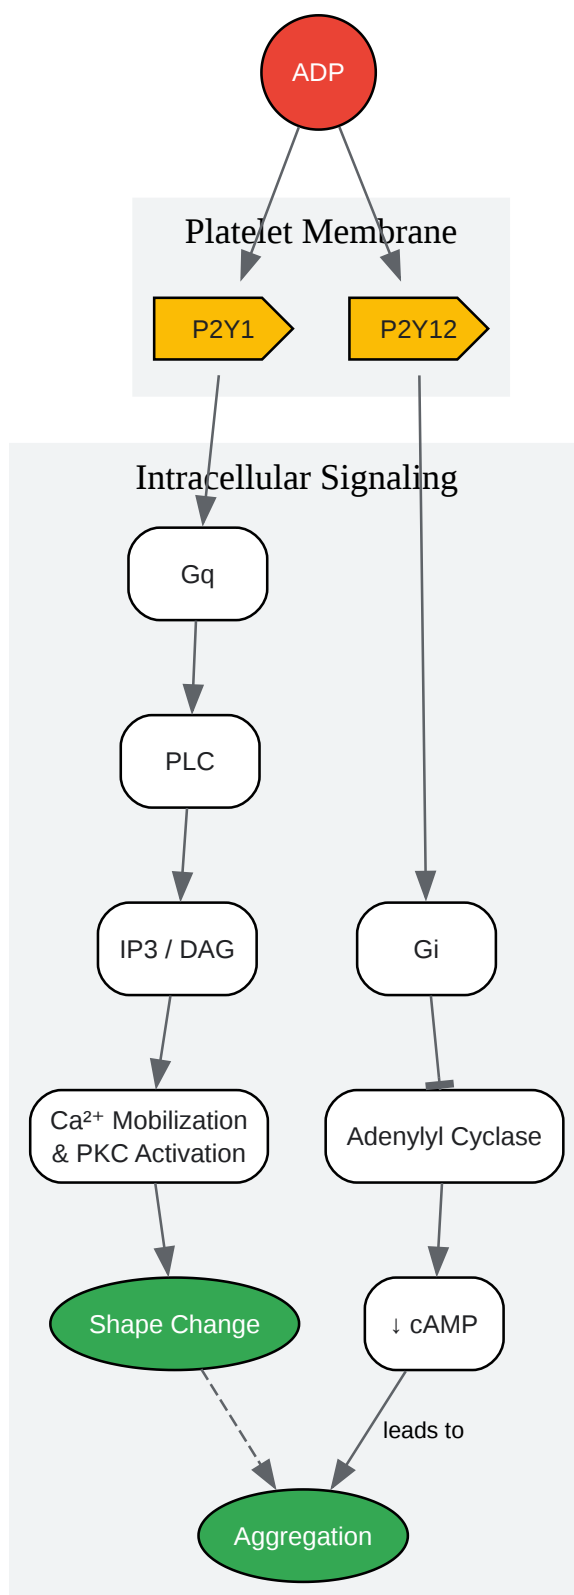 ADP
Platelet Membrane
P2Y1
P2Y12
Intracellular Signaling
Gq
PLC
IP3 / DAG
Gi
Ca²⁺ Mobilization
& PKC Activation
Adenylyl Cyclase
Shape Change
↓ cAMP
leads to
Aggregation